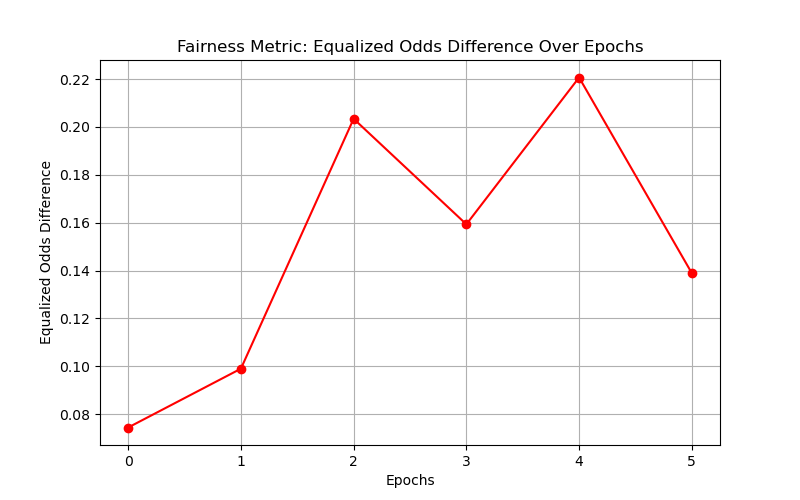 Fairness Metric: Equalized Odds Difference Over Epochs
Equalized Odds Difference
0.22
0.20
0.18
0.16
0.14
0.12
0.10
0.08
0 1 2 3 4 5
Epochs